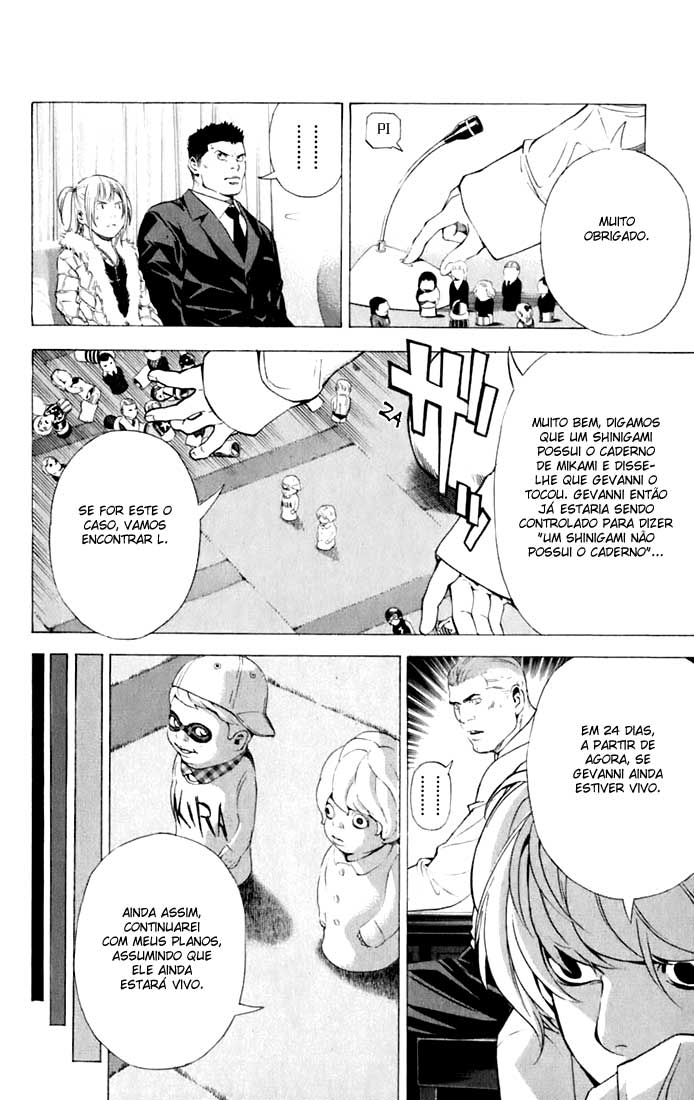 PI
MUITO
OBRIGADO.
..........
ザッ
ZA
MUITO BEM, DIGAMOS
QUE UM SHINIGAMI
POSSUI O CADERNO
DE MIKAMI E DISSE-
LHE QUE GEVANNI O
TOCOU. GEVANNI ENTÃO
JÁ ESTARIA SENDO
CONTROLADO PARA DIZER
"UM SHINIGAMI NÃO
POSSUI O CADERNO"...
SE FOR ESTE O
CASO, VAMOS
ENCONTRAR L.
EM 24 DIAS,
A PARTIR DE
AGORA, SE
GEVANNI AINDA
ESTIVER VIVO.
..........
KIRA
AINDA ASSIM,
CONTINUAREI
COM MEUS PLANOS,
ASSUMINDO QUE
ELE AINDA
ESTARÁ VIVO.